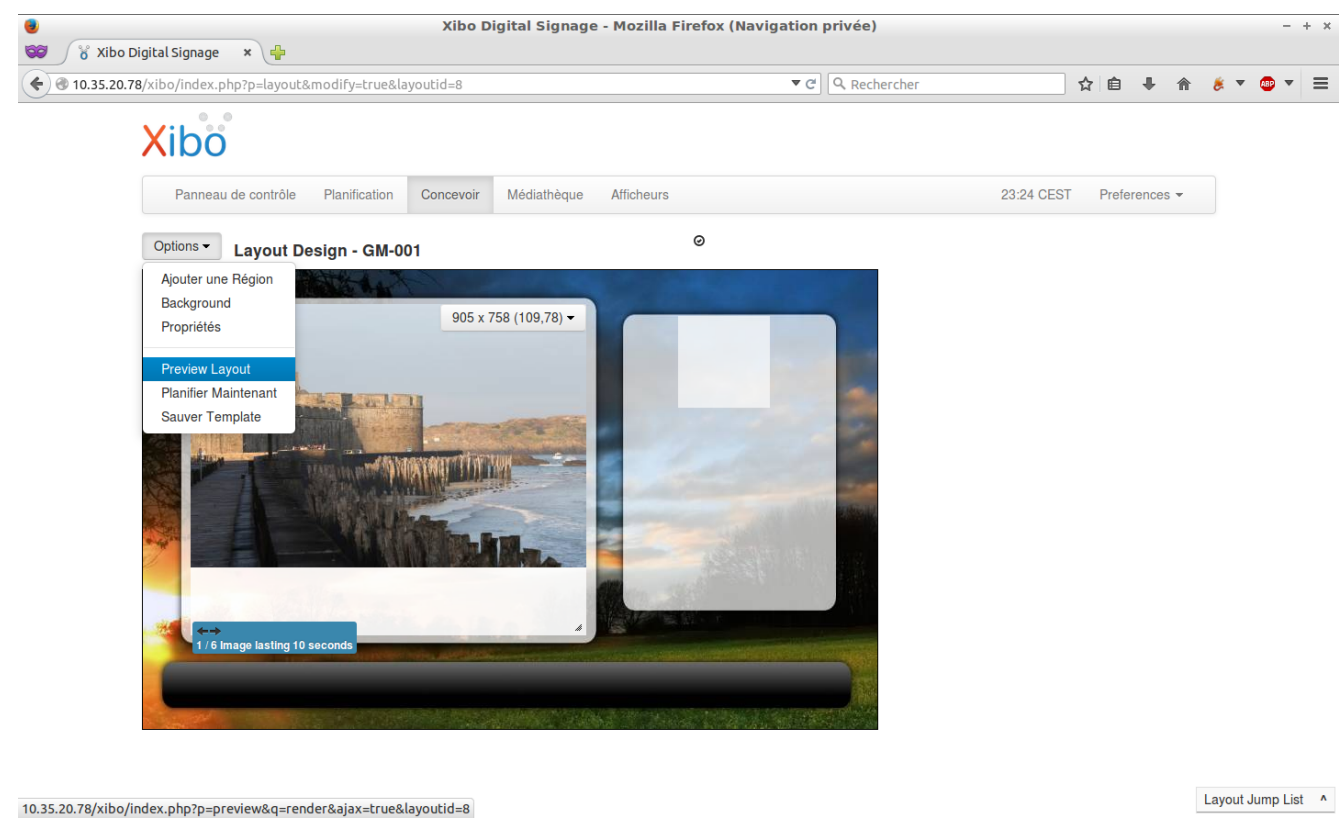 Xibo Digital Signage - Mozilla Firefox (Navigation privée)
Xibo Digital Signage
10.35.20.78/xibo/index.php?p=layout&modify=true&layoutid=8
Rechercher
ABP
Xibo
Panneau de contrôle Planification Concevoir Médiathèque Afficheurs 23:24 CEST Preferences
Options
Layout Design - GM-001
Ajouter une Région
Background
Propriétés
Preview Layout
Planifier Maintenant
Sauver Template
905 x 758 (109,78)
1 / 6 Image lasting 10 seconds
Layout Jump List ^
10.35.20.78/xibo/index.php?p=preview&q=render&ajax=true&layoutid=8